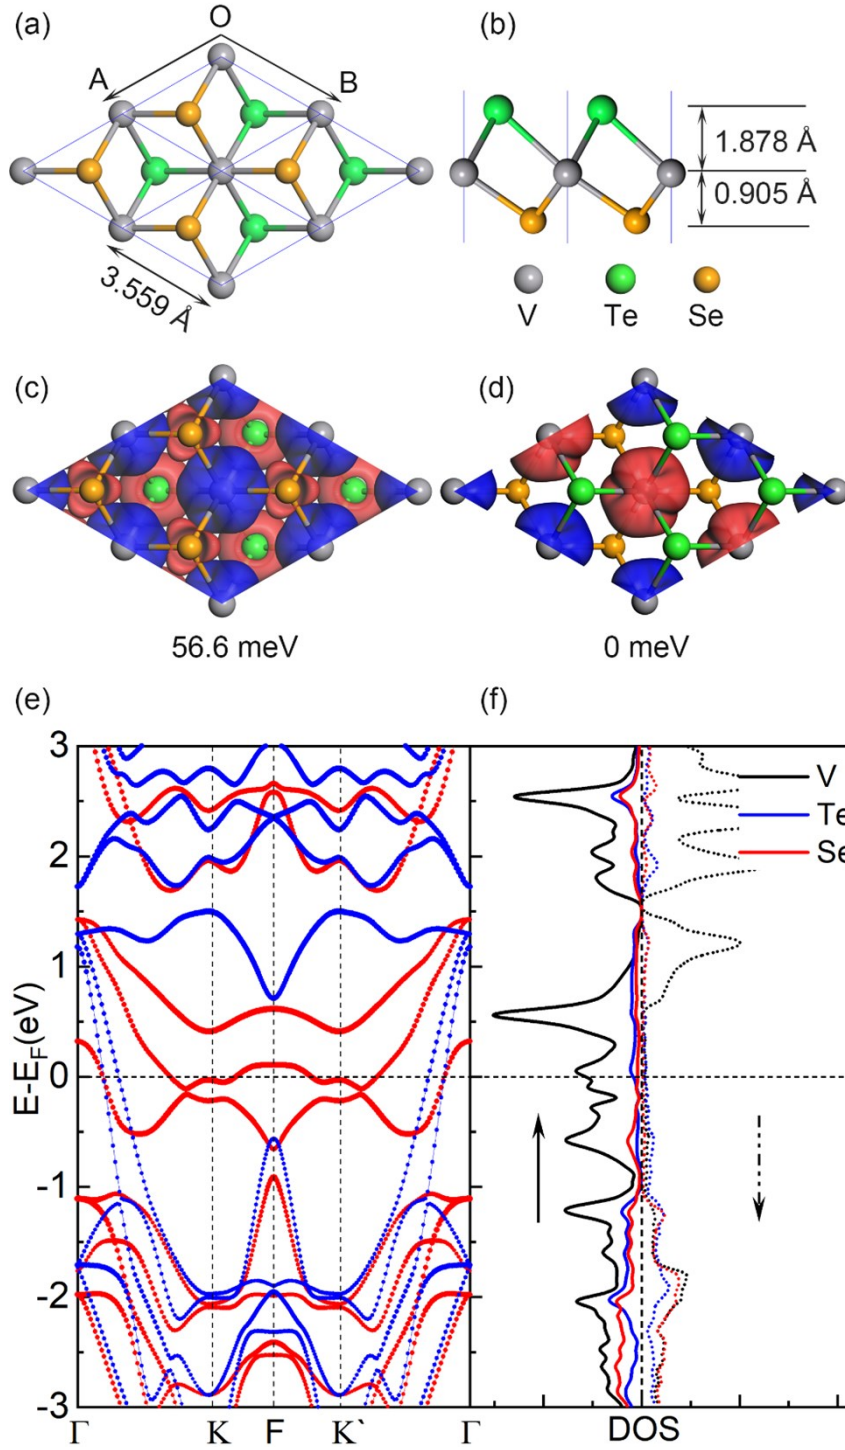 (a)
O
A
B
3.559 Å
(b)
1.878 Å
0.905 Å
V
Te
Se
(c)
56.6 meV
(d)
0 meV
(e)
E-E_F(eV)
3
2
1
0
-1
-2
-3
Γ K F K` Γ
(f)
V
Te
Se
DOS